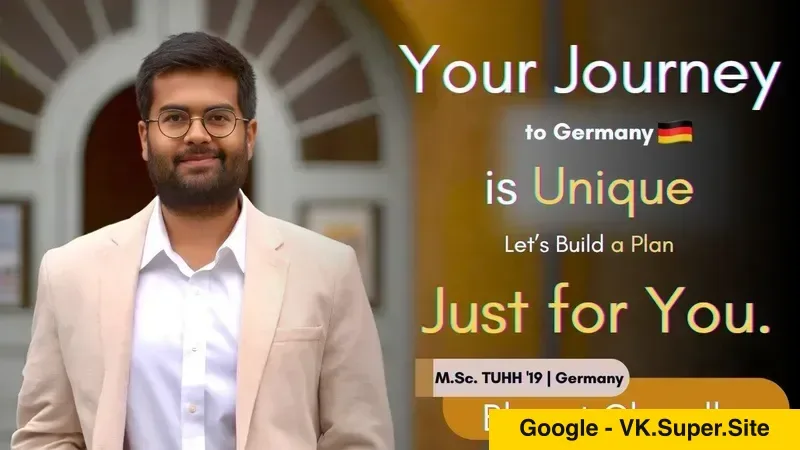 Your Journey
to Germany
is Unique
Let's Build a Plan
Just for You.
M.Sc. TUHH '19 | Germany
Google - VK.Super.Site